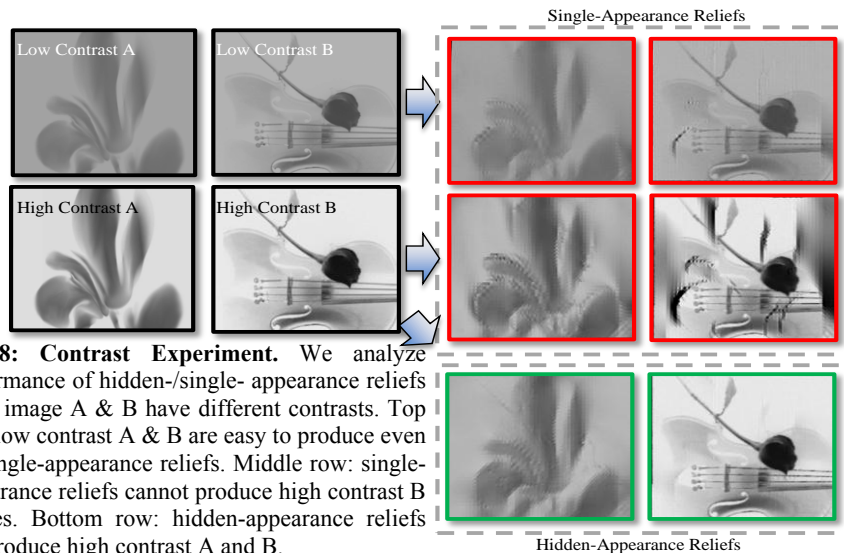 Single-Appearance Reliefs
Low Contrast A
Low Contrast B
High Contrast A
High Contrast B
8: Contrast Experiment. We analyze
rmance of hidden-/single- appearance reliefs
image A & B have different contrasts. Top
low contrast A & B are easy to produce even
ngle-appearance reliefs. Middle row: single-
rance reliefs cannot produce high contrast B
es. Bottom row: hidden-appearance reliefs
roduce high contrast A and B.
Hidden-Appearance Reliefs